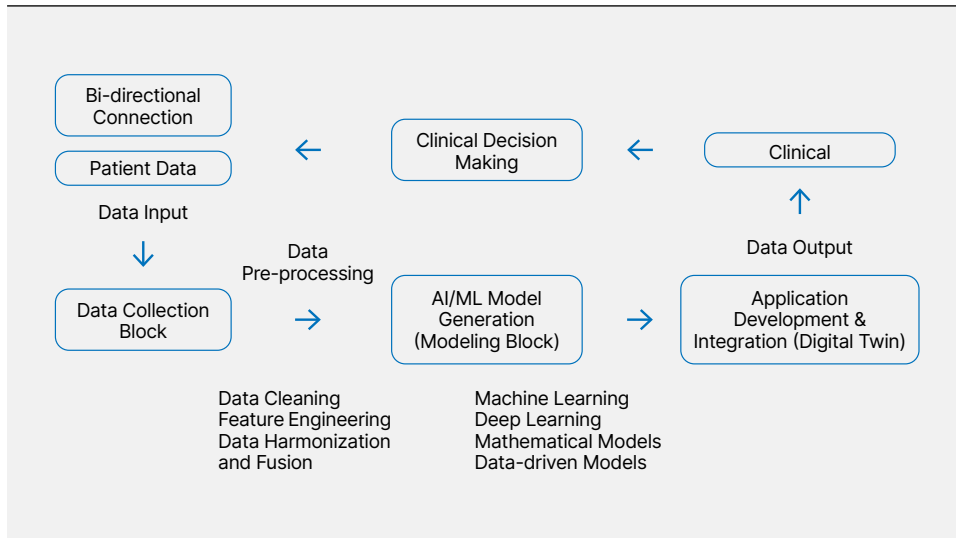 Bi-directional
Connection
Clinical Decision
Making
Clinical
Patient Data
Data Input
Data Output
Data
Pre-processing
Data Collection
Block
AI/ML Model
Generation
(Modeling Block)
Application
Development &
Integration (Digital Twin)
Data Cleaning
Feature Engineering
Data Harmonization
and Fusion
Machine Learning
Deep Learning
Mathematical Models
Data-driven Models